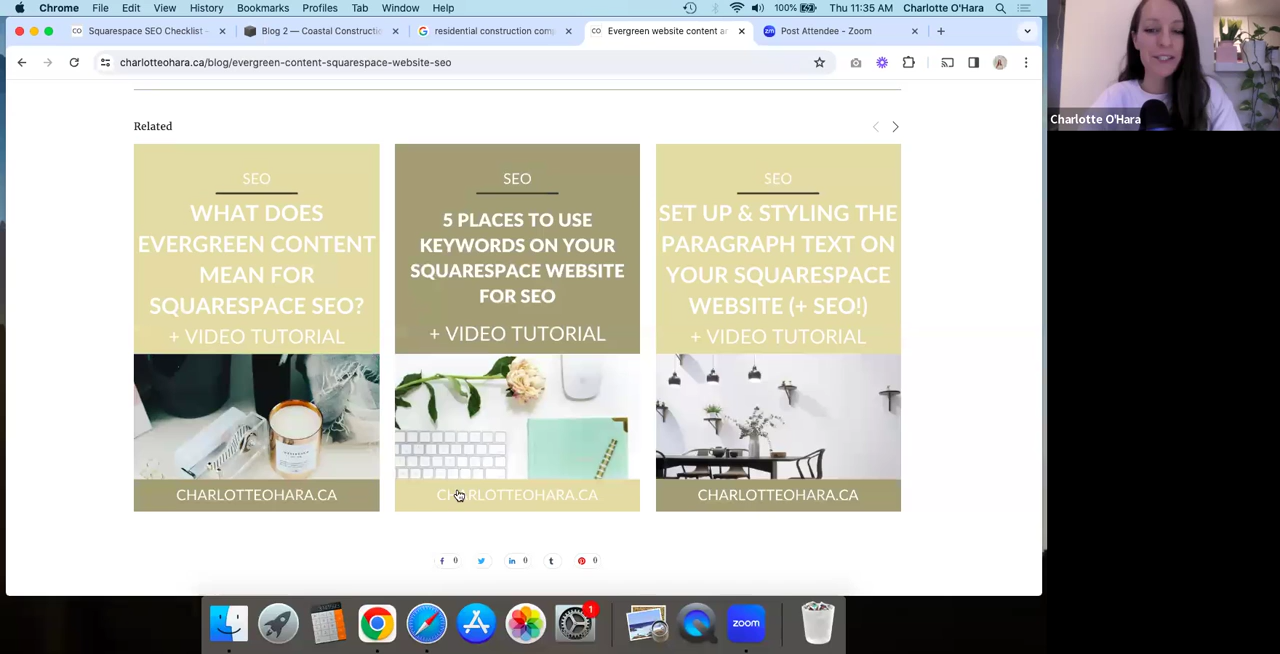 Chrome File Edit View History Bookmarks Profiles Tab Window Help
100% Thu 11:35 AM Charlotte O'Hara
Squarespace SEO Checklist –
Blog 2 — Coastal Constructio
residential construction comp
Evergreen website content an
Post Attendee - Zoom
charlotteohara.ca/blog/evergreen-content-squarespace-website-seo
Charlotte O'Hara
Related
SEO
WHAT DOES
EVERGREEN CONTENT
MEAN FOR
SQUARESPACE SEO?
+ VIDEO TUTORIAL
CHARLOTTEOHARA.CA
SEO
5 PLACES TO USE
KEYWORDS ON YOUR
SQUARESPACE WEBSITE
FOR SEO
+ VIDEO TUTORIAL
CHARLOTTEOHARA.CA
SEO
SET UP & STYLING THE
PARAGRAPH TEXT ON
YOUR SQUARESPACE
WEBSITE (+ SEO!)
+ VIDEO TUTORIAL
CHARLOTTEOHARA.CA
f 0
in 0
t
0
1
zoom